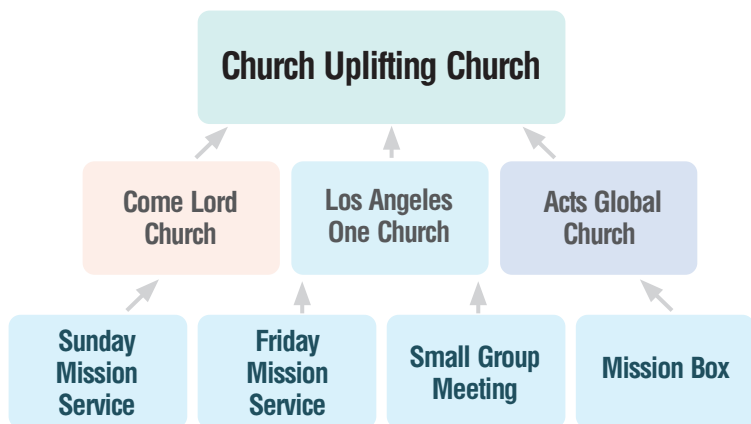 Church Uplifting Church
Come Lord
Church
Los Angeles
One Church
Acts Global
Church
Sunday
Mission
Service
Friday
Mission
Service
Small Group
Meeting
Mission Box